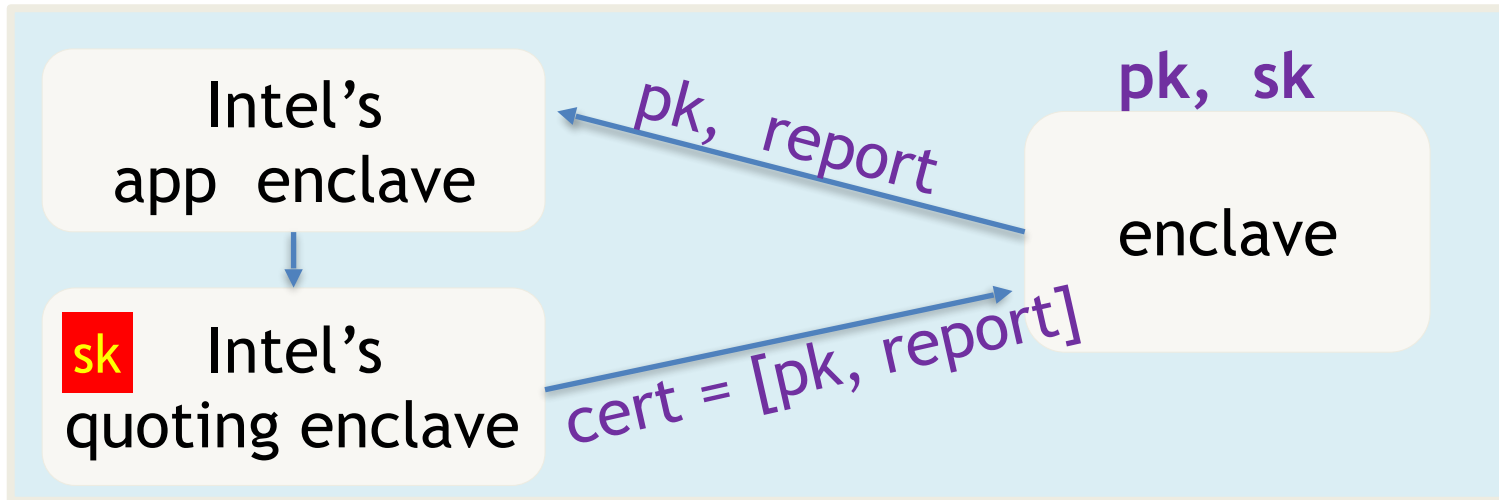 Intel’s
app enclave
pk, report
pk, sk
enclave
sk
Intel’s
quoting enclave
cert = [pk, report]